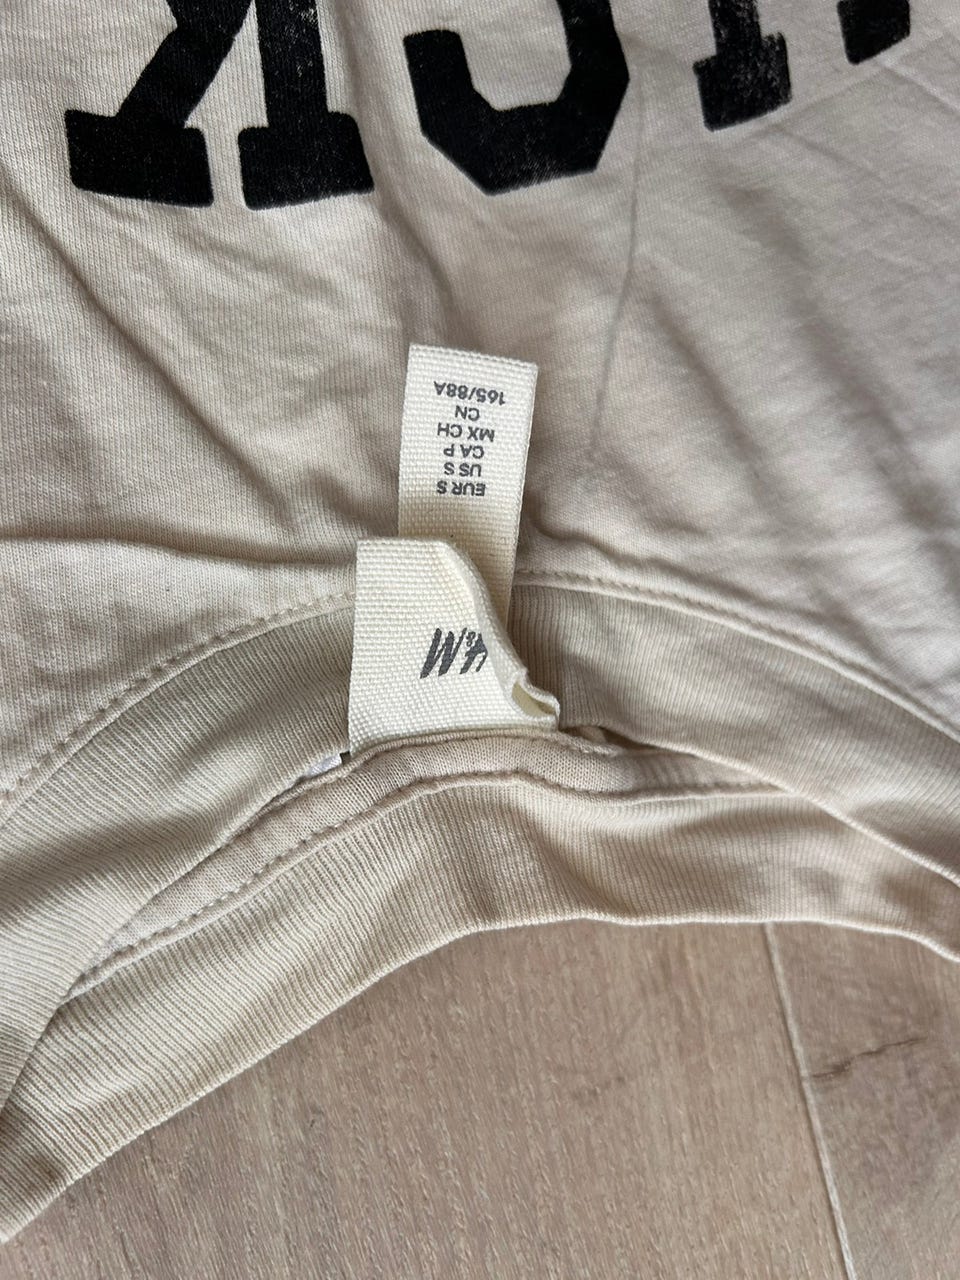 H&M
EUR S
US S
CA P
MX CH
CN
165/88A